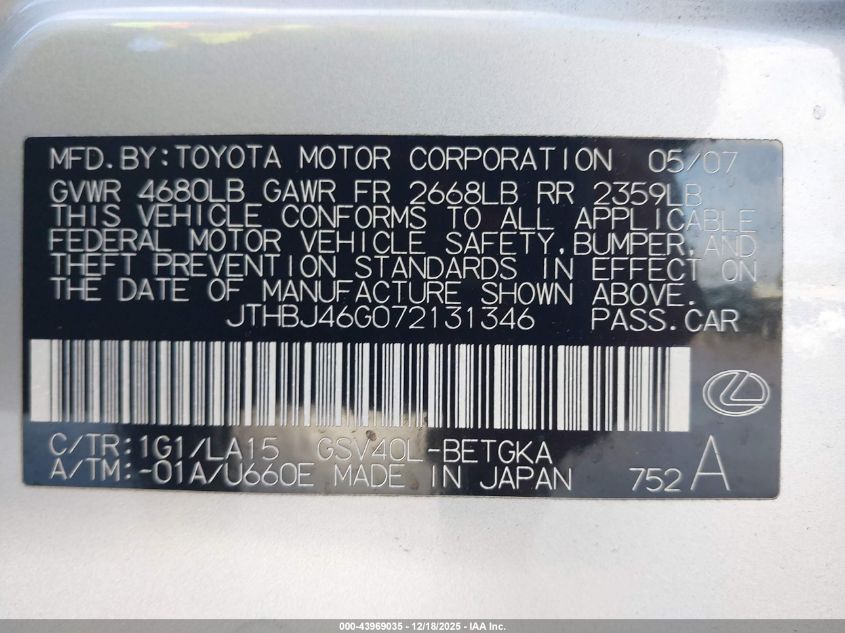 MFD.BY:TOYOTA MOTOR CORPORATION 05/07
GVWR 4680LB GAWR FR 2668LB RR 2359LB
THIS VEHICLE CONFORMS TO ALL APPLICABLE
FEDERAL MOTOR VEHICLE SAFETY,BUMPER,AND
THEFT PREVENTION STANDARDS IN EFFECT ON
THE DATE OF MANUFACTURE SHOWN ABOVE.
JTHBJ46G072131346 PASS.CAR
C/TR:1G1/LA15 GSV40L-BETGKA
A/TM:-01A/U660E MADE IN JAPAN 752 A
000-43969035 - 12/18/2025 - IAA Inc.